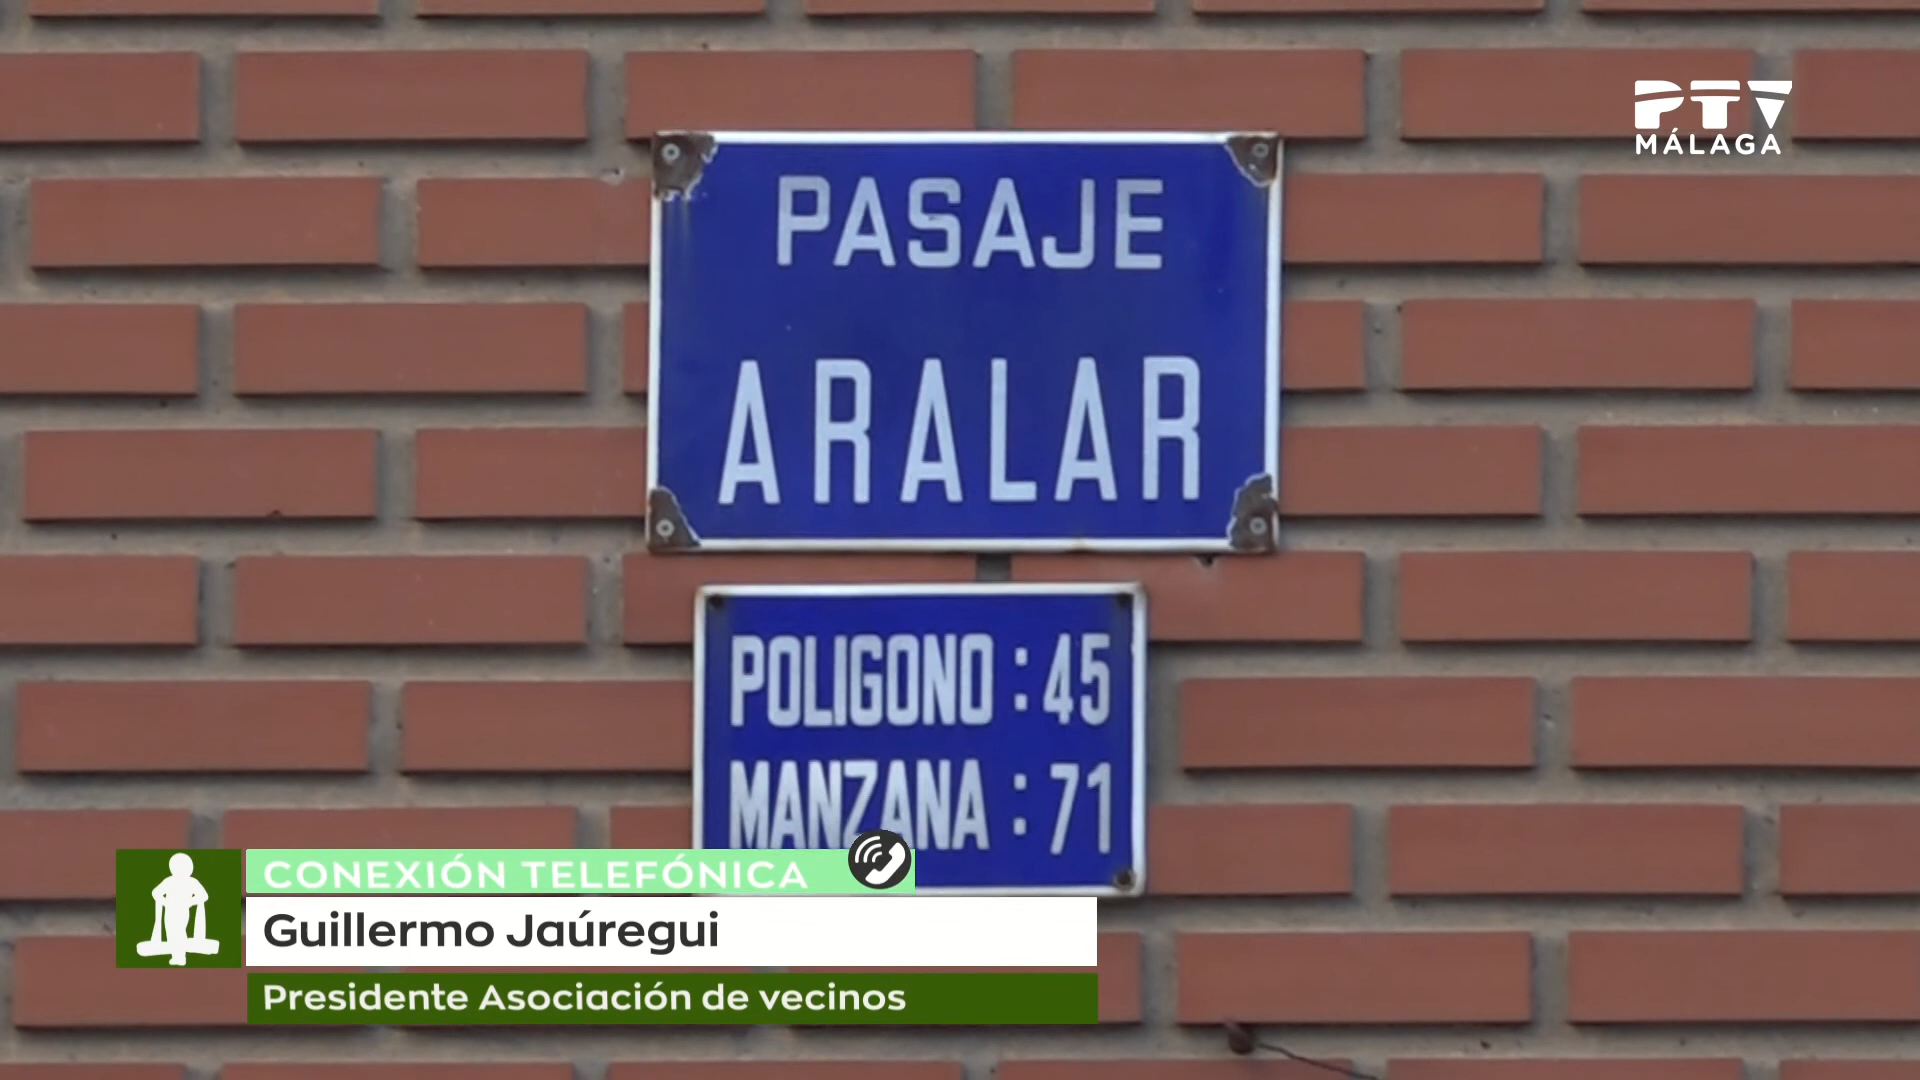 PTV
MÁLAGA
PASAJE
ARALAR
POLIGONO : 45
MANZANA : 71
CONEXIÓN TELEFÓNICA
Guillermo Jaúregui
Presidente Asociación de vecinos